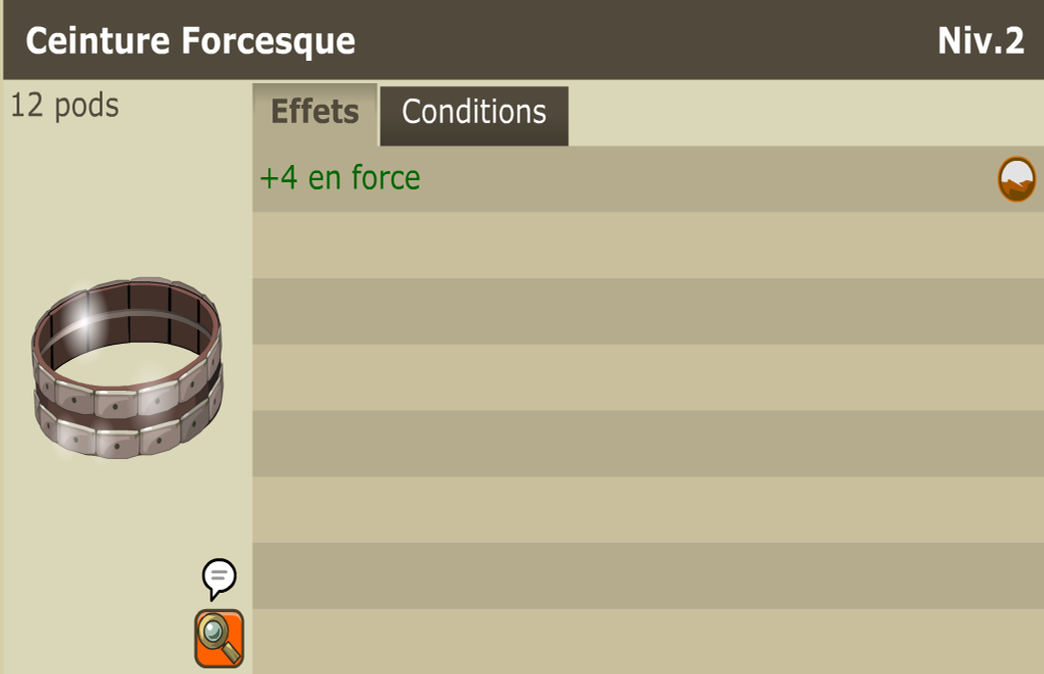 Ceinture Forcesque
Niv.2
12 pods
Effets
Conditions
+4 en force